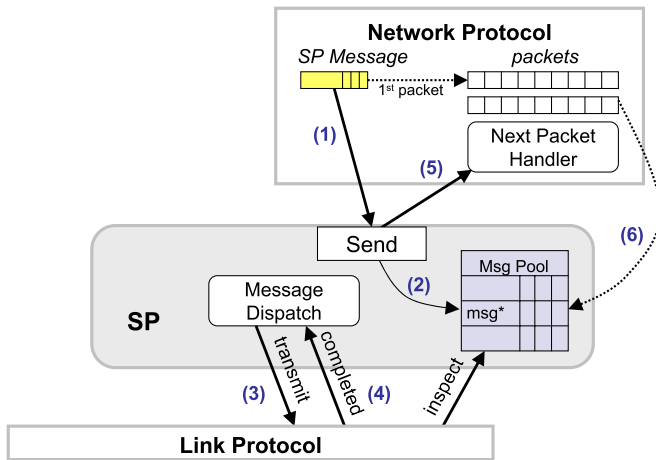 Network Protocol
SP Message
packets
1st packet
(1)
Next Packet
Handler
(5)
(6)
Send
(2)
Msg Pool
msg*
Message
Dispatch
SP
transmit
completed
inspect
(3)
(4)
Link Protocol